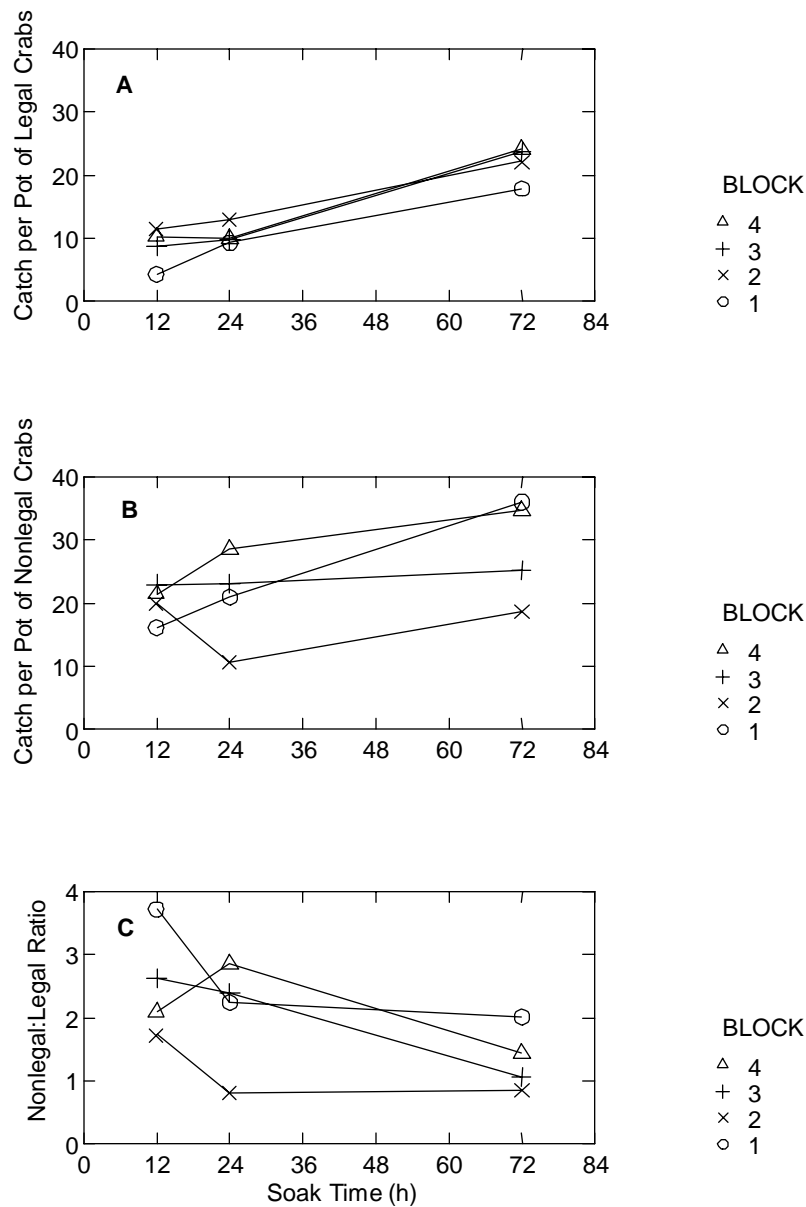 Catch per Pot of Legal Crabs
40
30
20
10
0
A
0 12 24 36 48 60 72 84
BLOCK
4
3
2
1
Catch per Pot of Nonlegal Crabs
40
30
20
10
0
B
0 12 24 36 48 60 72 84
BLOCK
4
3
2
1
Nonlegal:Legal Ratio
4
3
2
1
0
C
0 12 24 36 48 60 72 84
Soak Time (h)
BLOCK
4
3
2
1